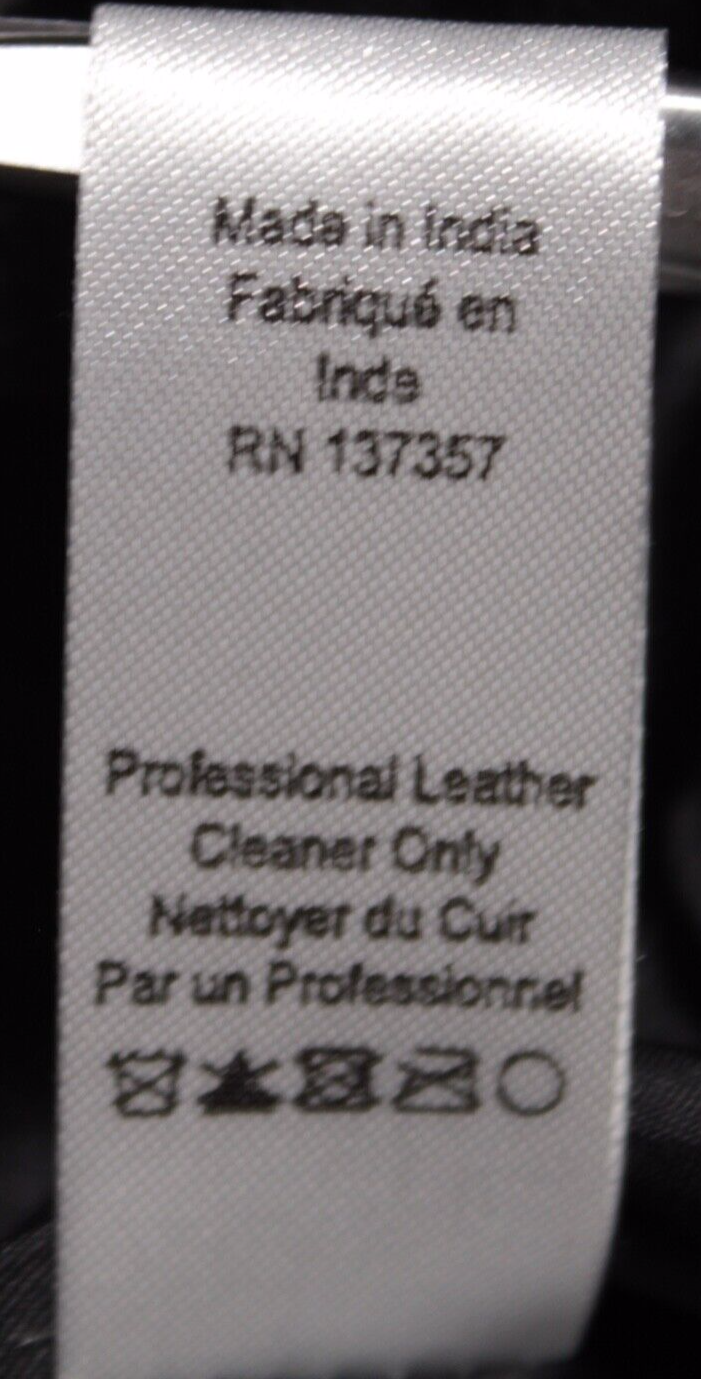 Made in India
Fabriqué en
Inde
RN 137357
Professional Leather
Cleaner Only
Nettoyer du Cuir
Par un Professionnel